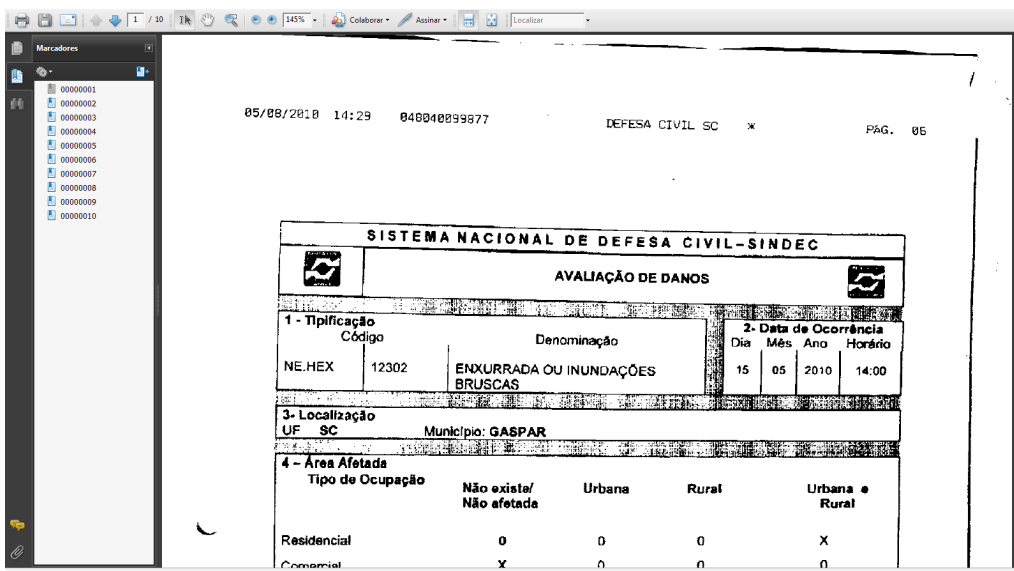 1 / 10 145% Colaborar Assinar Localizar
Marcadores
00000001
00000002
00000003
00000004
00000005
00000006
00000007
00000008
00000009
00000010
05/08/2010 14:29 048040099877 DEFESA CIVIL SC * PAG. 06
SISTEMA NACIONAL DE DEFESA CIVIL-SINDEC
AVALIAÇÃO DE DANOS
1 - Tipificação
Código Denominação
NE.HEX 12302 ENXURRADA OU INUNDAÇÕES
BRUSCAS
2- Data de Ocorrência
Dia Mês Ano Horário
15 05 2010 14:00
3- Localização
UF SC Município: GASPAR
4 – Área Afetada
Tipo de Ocupação
Não existe/ Urbana Rural Urbana e
Não afetada Rural
Residencial 0 0 0 X
Comercial X 0 0 0